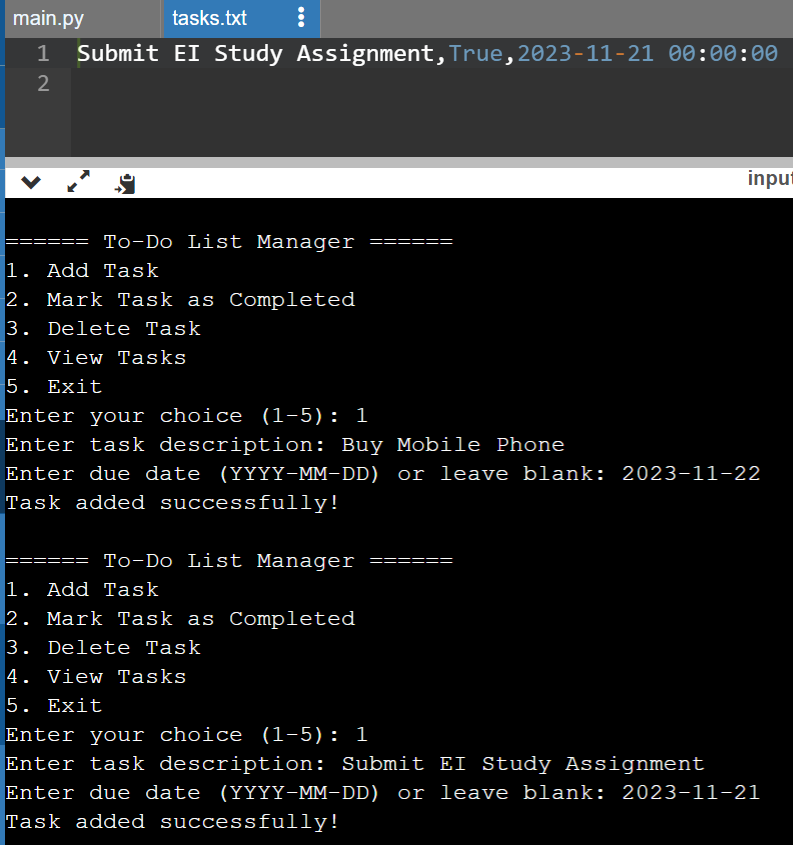 main.py tasks.txt
1 Submit EI Study Assignment,True,2023-11-21 00:00:00
2
input
====== To-Do List Manager ======
1. Add Task
2. Mark Task as Completed
3. Delete Task
4. View Tasks
5. Exit
Enter your choice (1-5): 1
Enter task description: Buy Mobile Phone
Enter due date (YYYY-MM-DD) or leave blank: 2023-11-22
Task added successfully!
====== To-Do List Manager ======
1. Add Task
2. Mark Task as Completed
3. Delete Task
4. View Tasks
5. Exit
Enter your choice (1-5): 1
Enter task description: Submit EI Study Assignment
Enter due date (YYYY-MM-DD) or leave blank: 2023-11-21
Task added successfully!